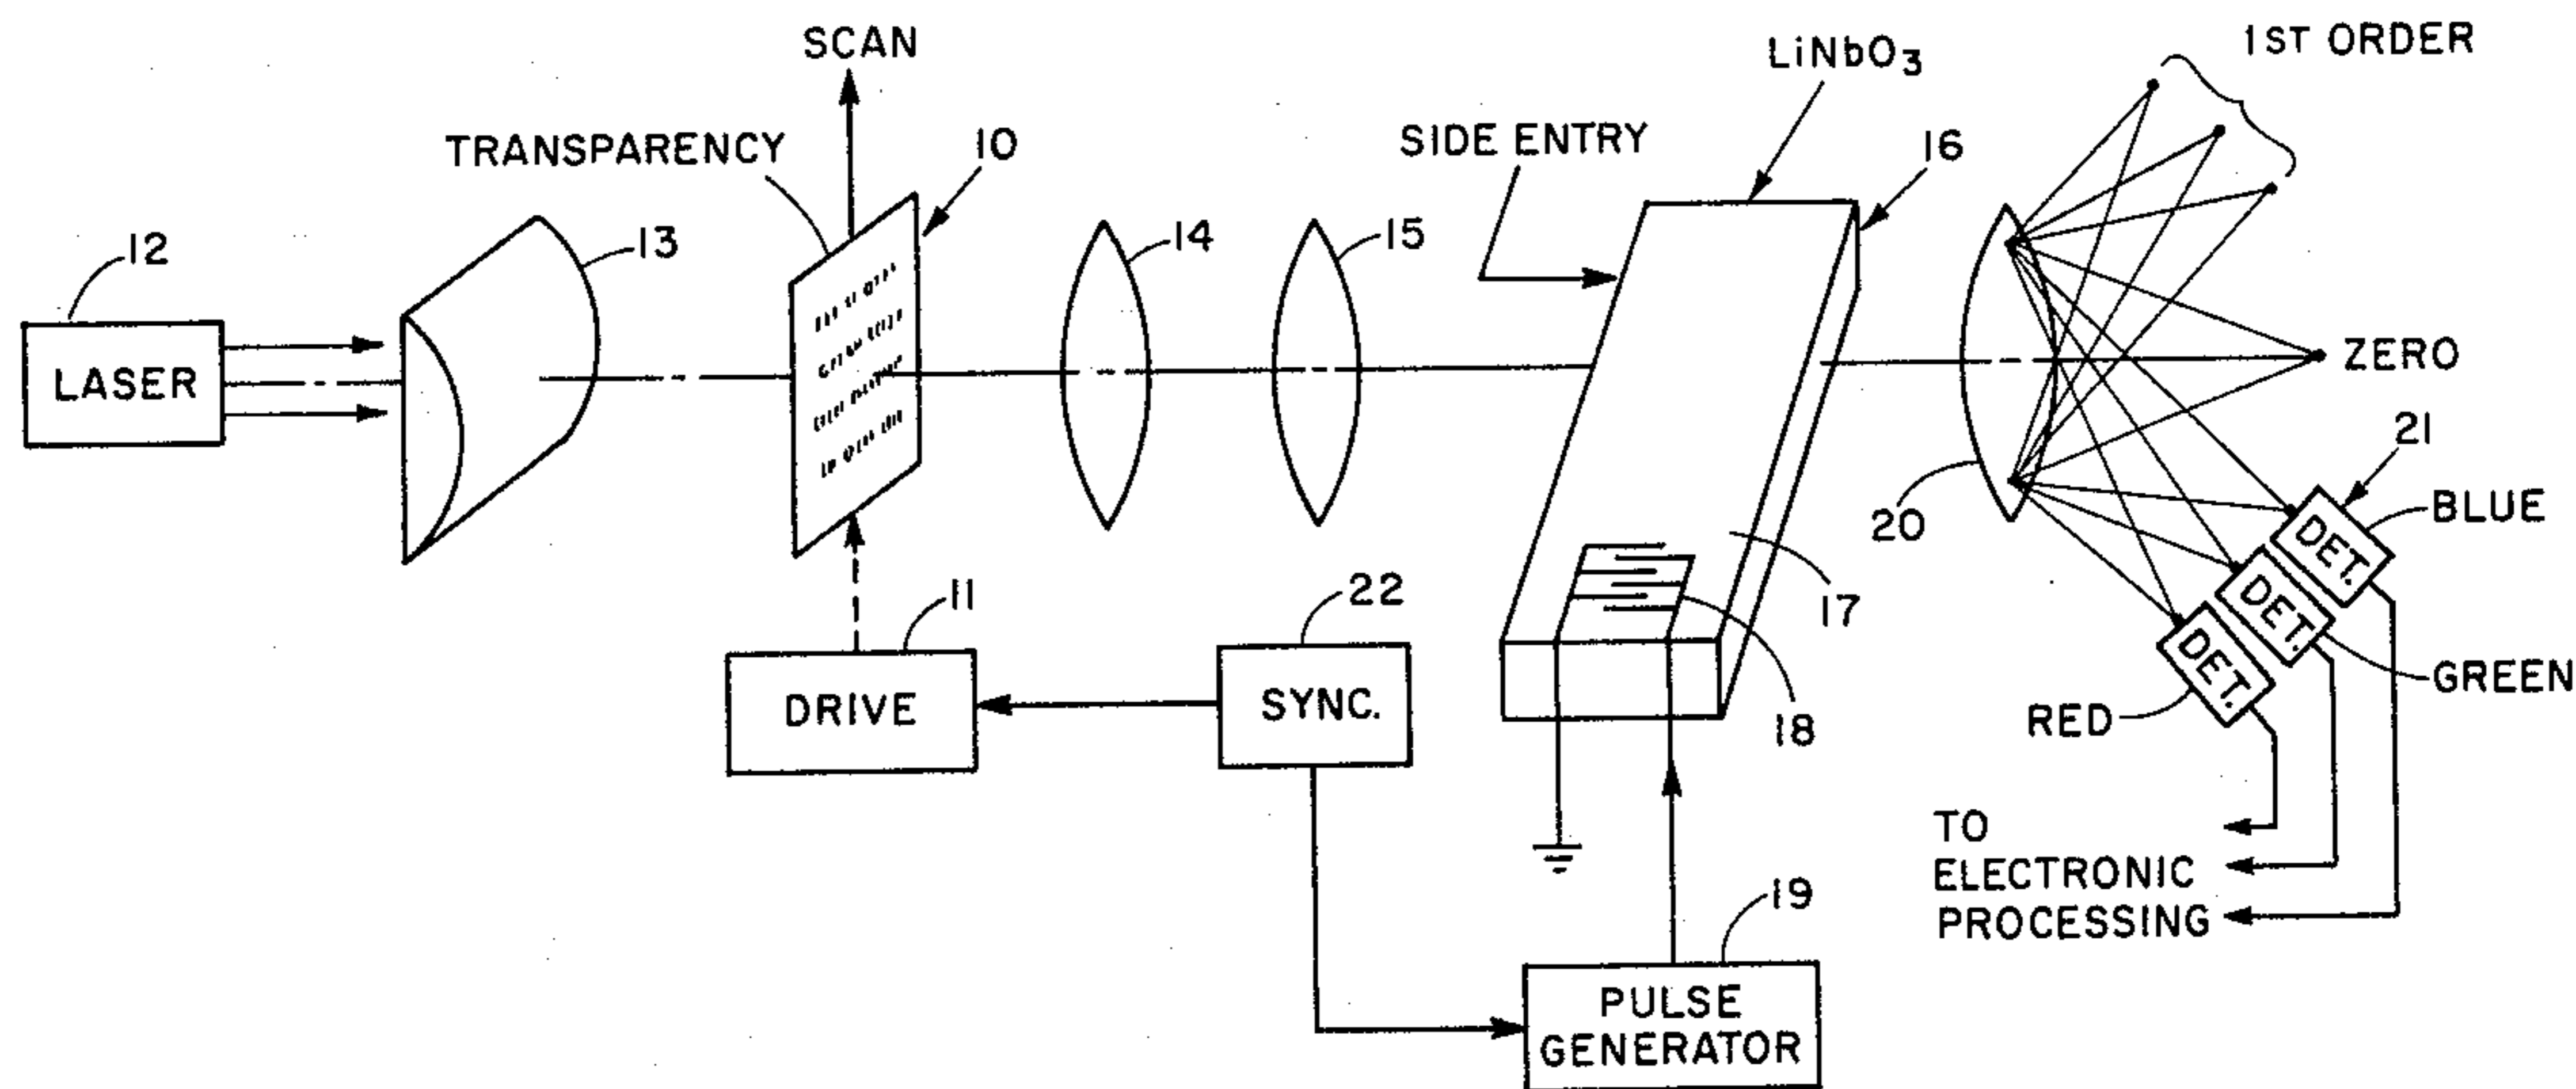 SCAN
1ST ORDER
LiNbO3
TRANSPARENCY
10
SIDE ENTRY
16
12
13
14
15
LASER
ZERO
21
20
BLUE
DET.
DET.
DET.
GREEN
RED
11
22
17
18
DRIVE
SYNC.
TO
ELECTRONIC
PROCESSING
19
PULSE
GENERATOR